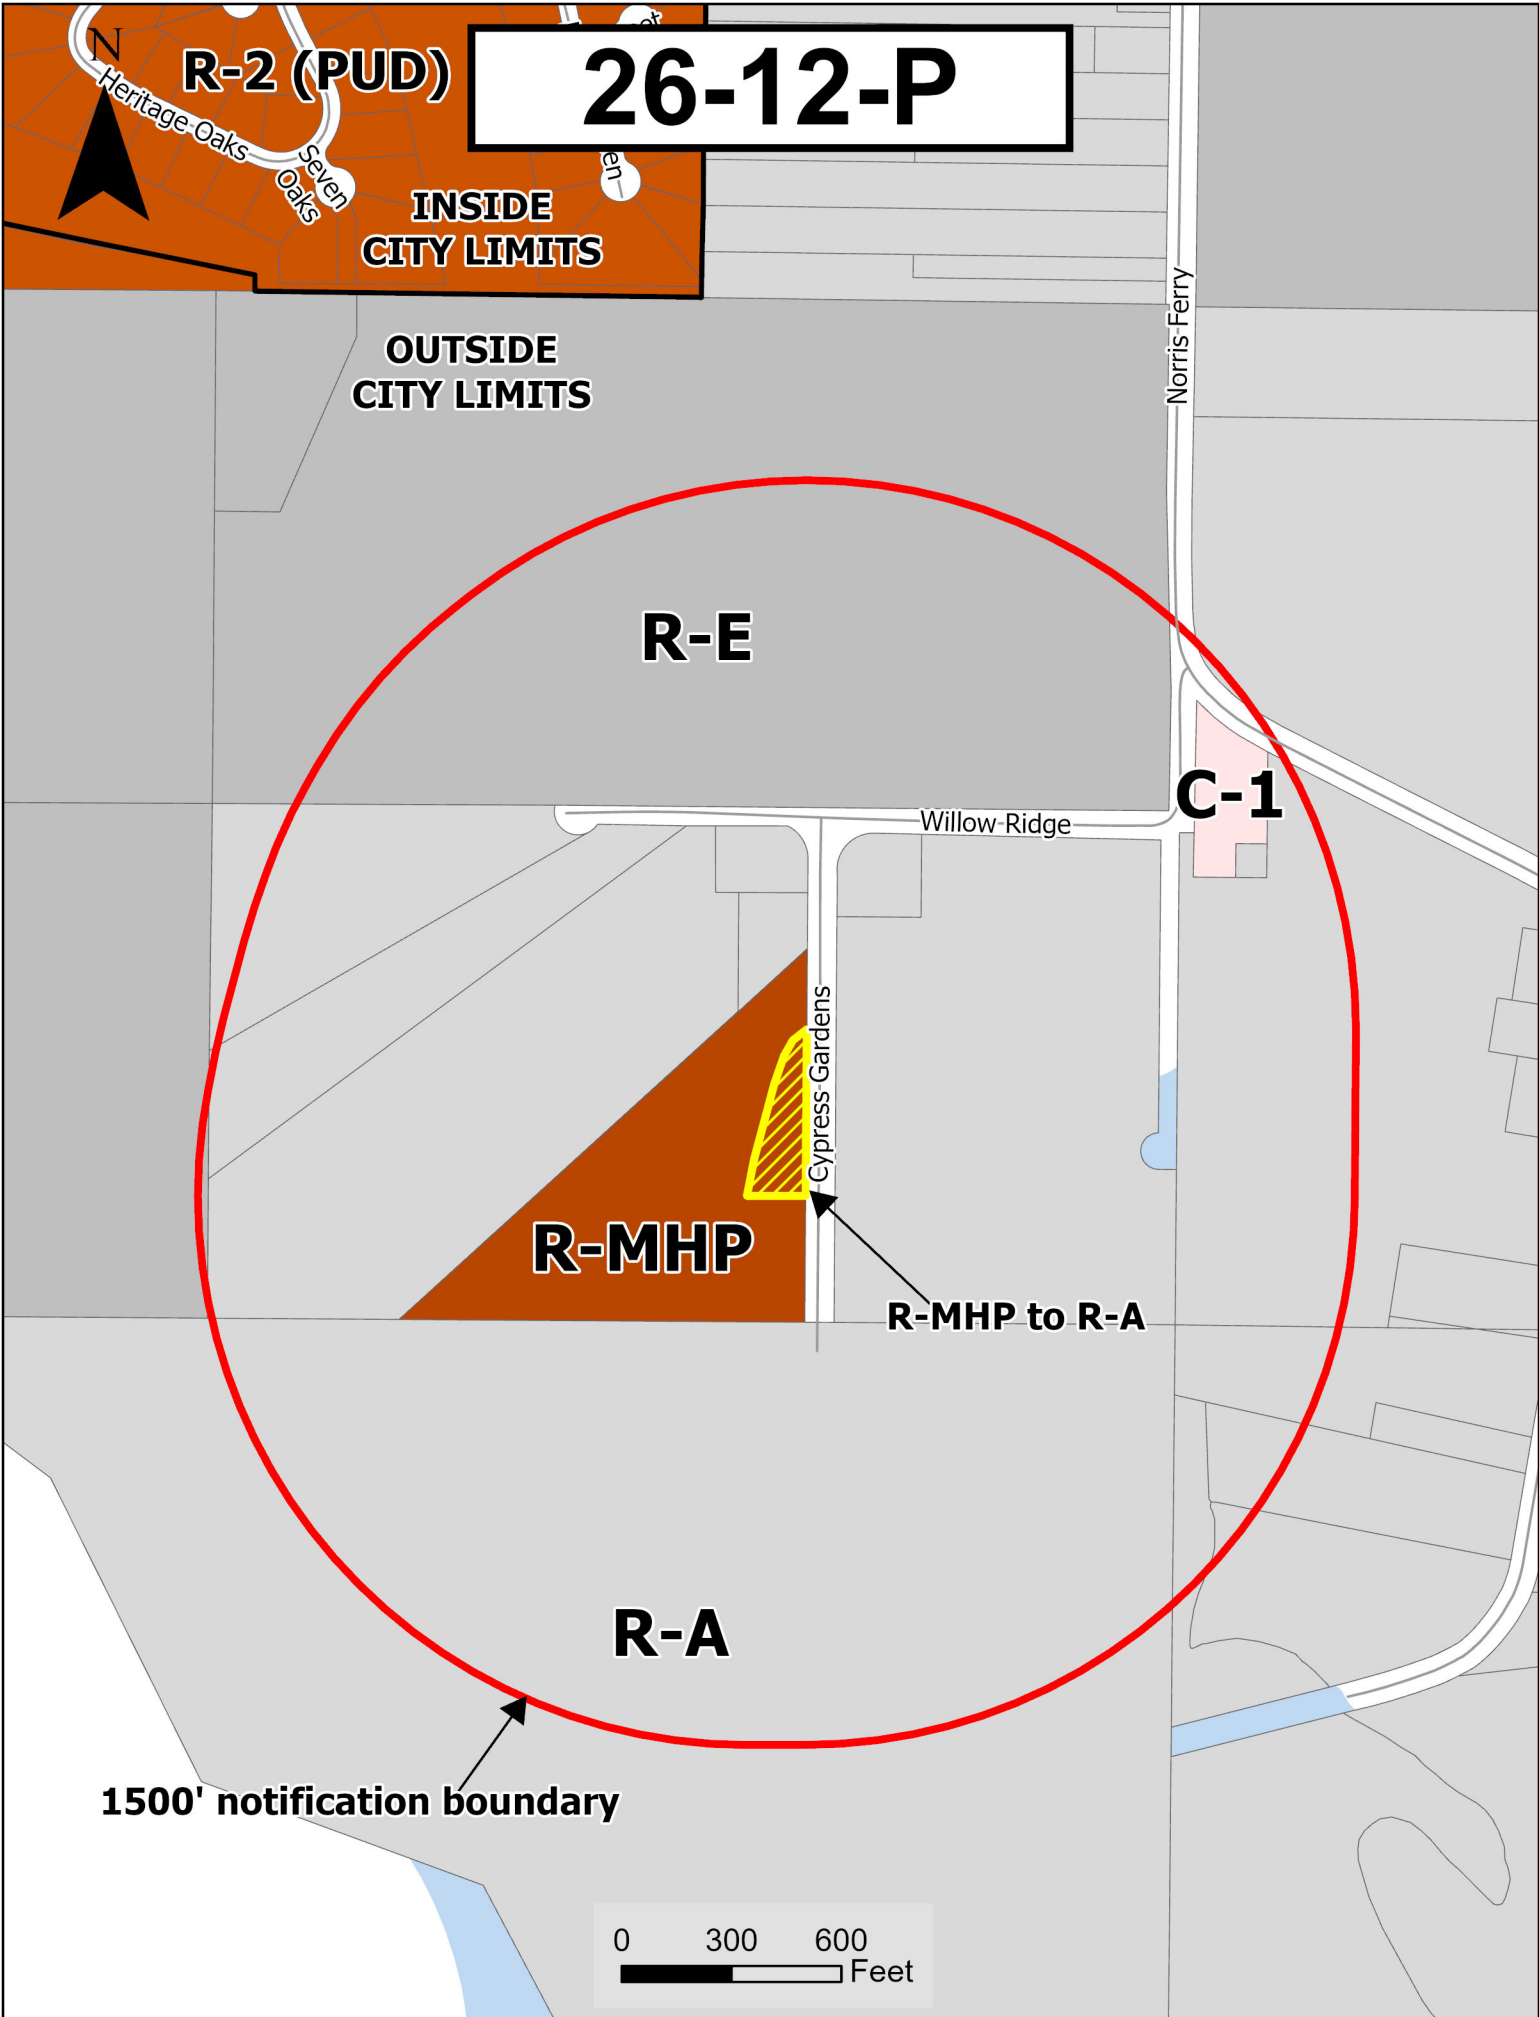 N
R-2 (PUD)
26-12-P
Heritage Oaks
Seven
Oaks
en
INSIDE
CITY LIMITS
OUTSIDE
CITY LIMITS
Norris Ferry
R-E
C-1
Willow Ridge
Cypress Gardens
R-MHP
R-MHP to R-A
R-A
1500' notification boundary
0 300 600
Feet